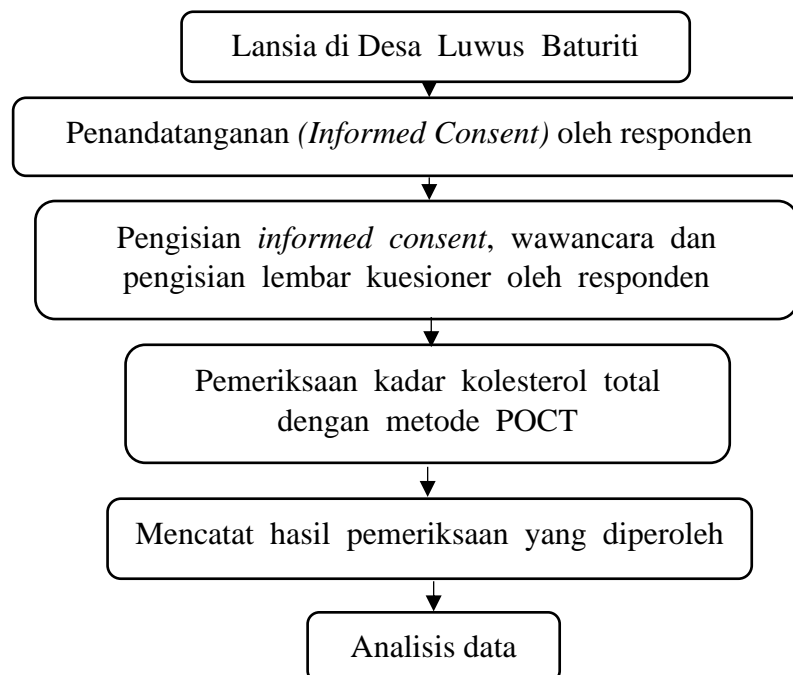 Lansia di Desa Luwus Baturiti
Penandatanganan (Informed Consent) oleh responden
Pengisian informed consent, wawancara dan
pengisian lembar kuesioner oleh responden
Pemeriksaan kadar kolesterol total
dengan metode POCT
Mencatat hasil pemeriksaan yang diperoleh
Analisis data